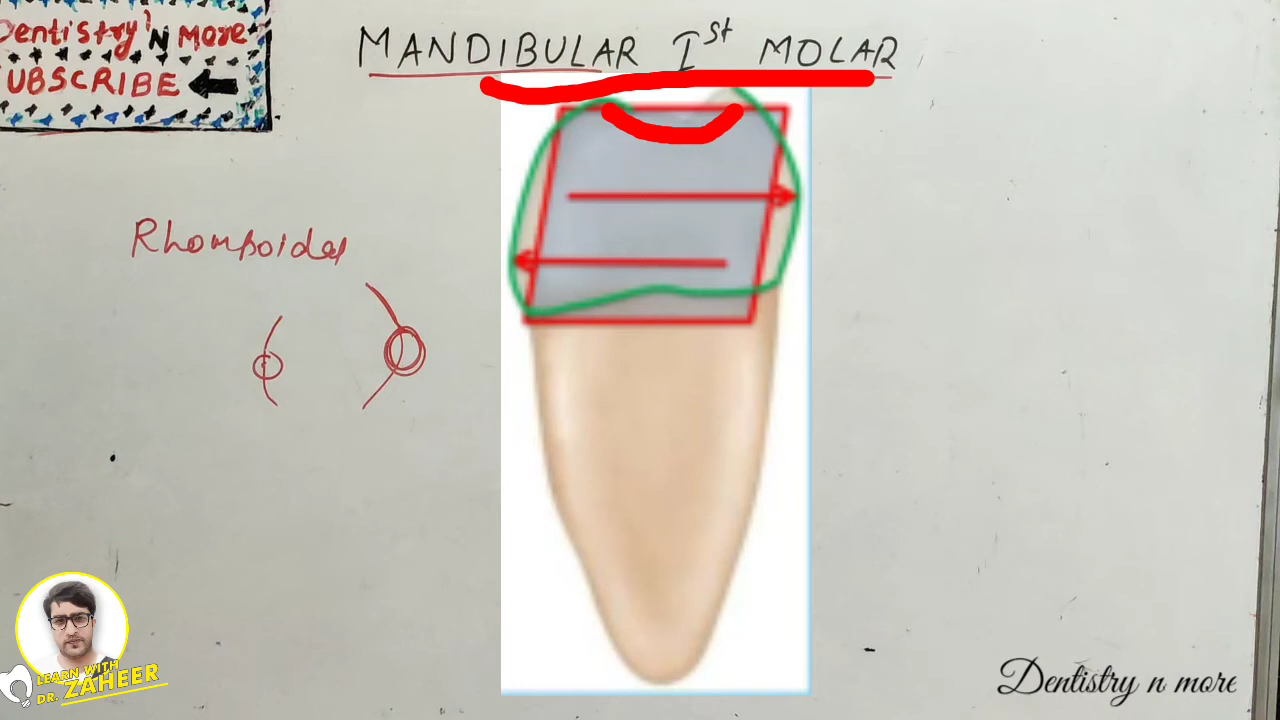 Dentistry'N More
UBSCRIBE
MANDIBULAR Ist MOLAR
Rhomboidal
LEARN WITH
DR. ZAHEER
Dentistry n more